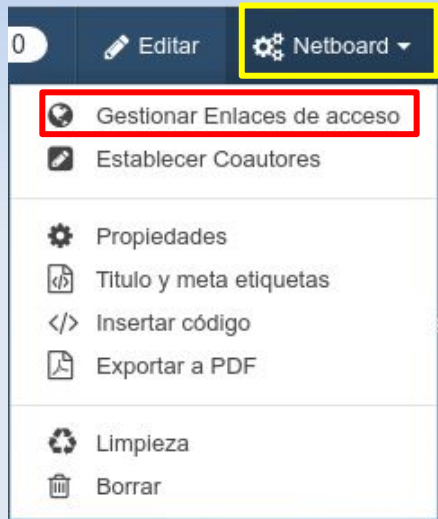 0 Editar Netboard
Gestionar Enlaces de acceso
Establecer Coautores
Propiedades
Titulo y meta etiquetas
</> Insertar código
Exportar a PDF
Limpieza
Borrar